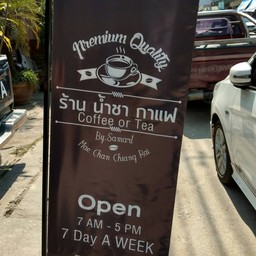 Premium Quality
ร้าน น้ำชา กาแฟ
Coffee or Tea
By. Samard
Mae Chan Chiang Rai
Open
7 AM - 5 PM
7 Day A WEEK